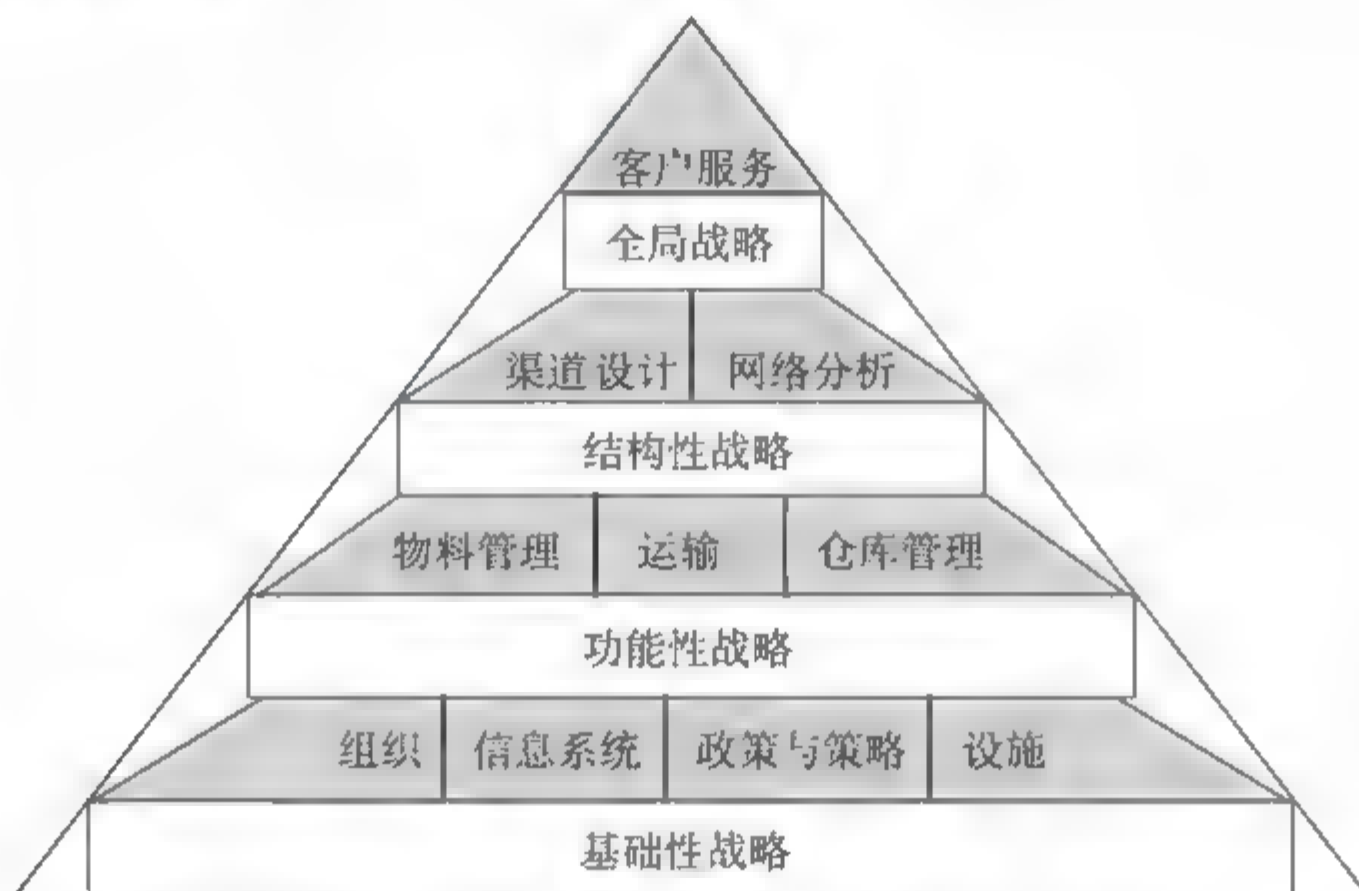 客户服务
全局战略
渠道设计 网络分析
结构性战略
物料管理 运输 仓库管理
功能性战略
组织 信息系统 政策与策略 设施
基础性战略